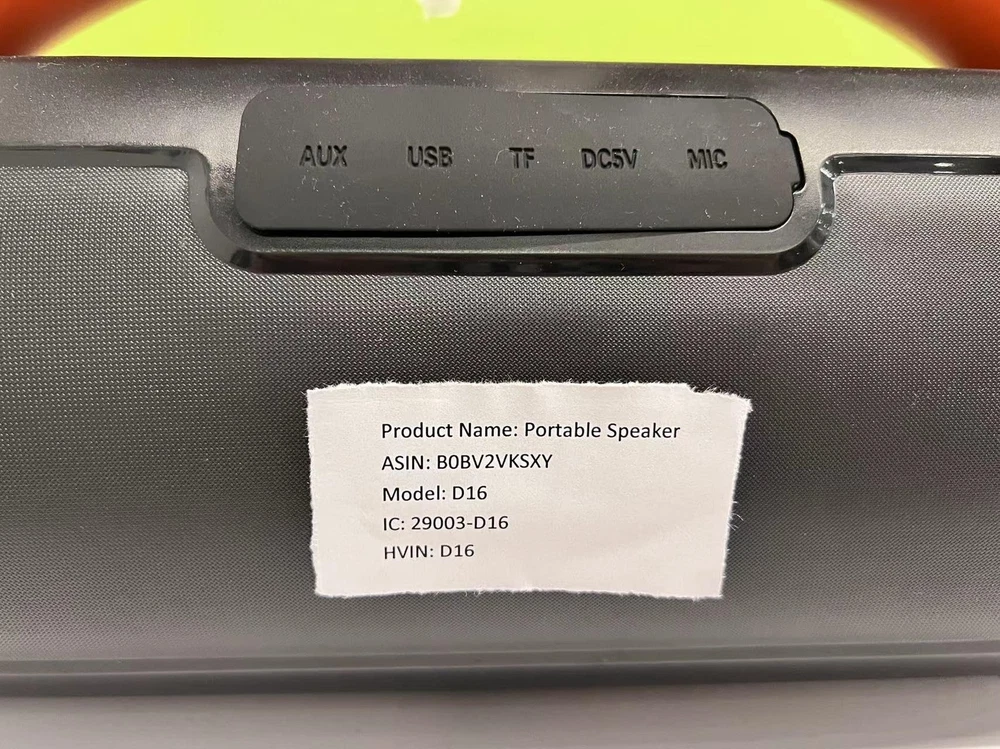 AUX USB TF DC5V MIC
Product Name: Portable Speaker
ASIN: B0BV2VKSXY
Model: D16
IC: 29003-D16
HVIN: D16